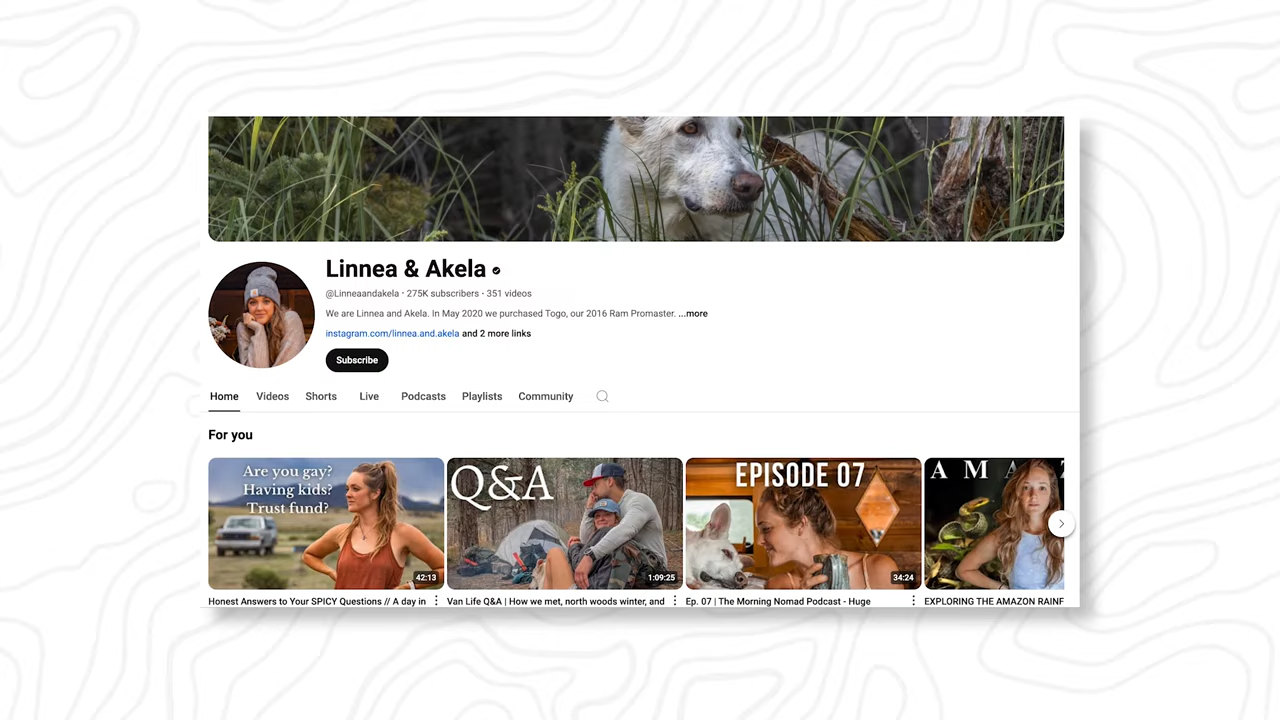 Linnea & Akela
@Linneaandakela · 275K subscribers · 351 videos
We are Linnea and Akela. In May 2020 we purchased Togo, our 2016 Ram Promaster. ...more
instagram.com/linnea.and.akela and 2 more links
Subscribe
Home Videos Shorts Live Podcasts Playlists Community
For you
Are you gay?
Having kids?
Trust fund?
42:13
Honest Answers to Your SPICY Questions // A day in
Q&A
1:09:25
Van Life Q&A | How we met, north woods winter, and
EPISODE 07
34:24
Ep. 07 | The Morning Nomad Podcast - Huge
A M A Z
EXPLORING THE AMAZON RAINF